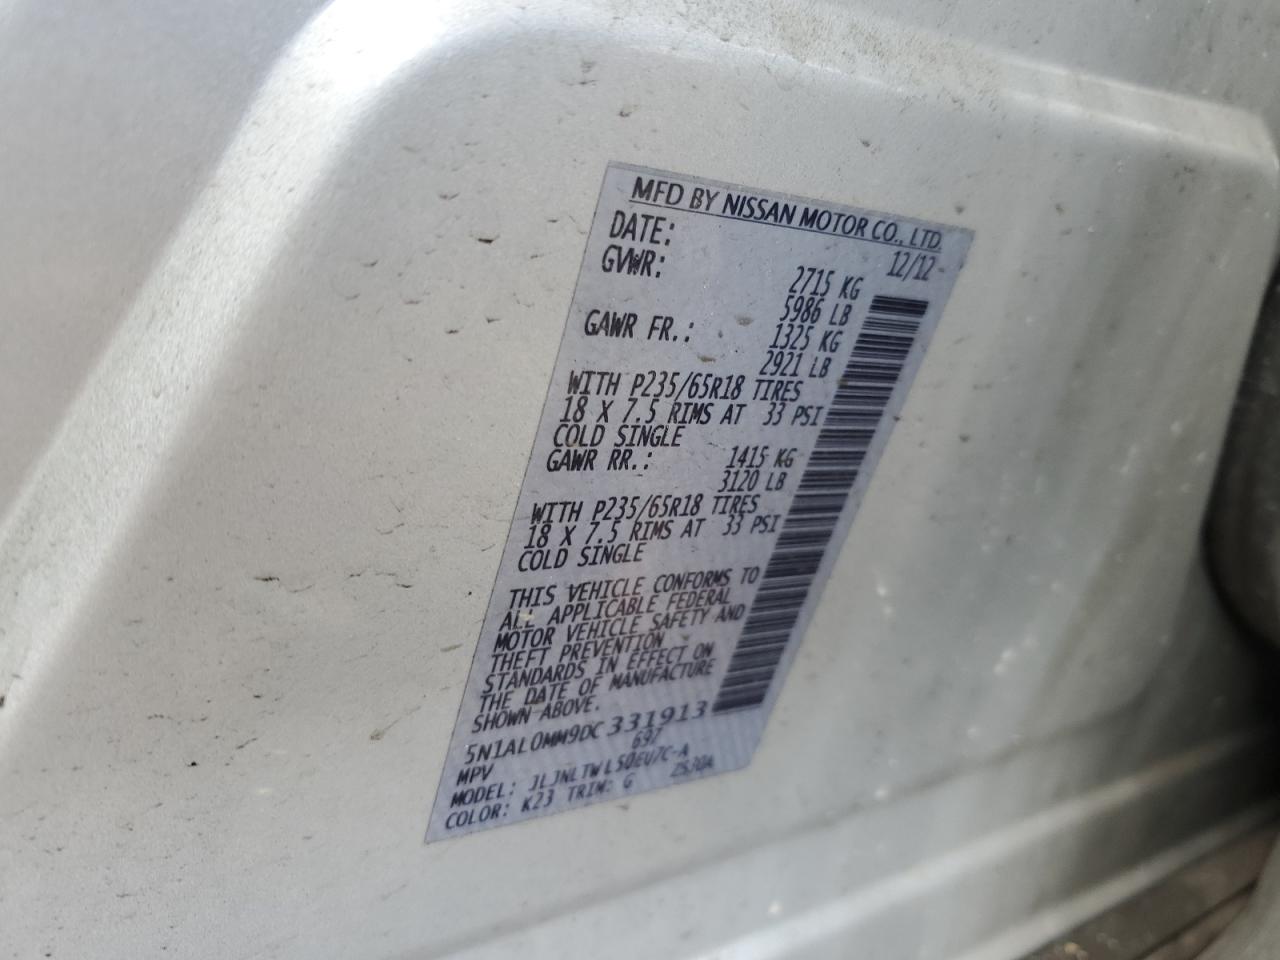 MFD BY NISSAN MOTOR CO., LTD.
DATE: 12/12
GVWR: 2715 KG
5986 LB
GAWR FR.: 1325 KG
2921 LB
WITH P235/65R18 TIRES
18 X 7.5 RIMS AT 33 PSI
COLD SINGLE
GAWR RR.: 1415 KG
3120 LB
WITH P235/65R18 TIRES
18 X 7.5 RIMS AT 33 PSI
COLD SINGLE
THIS VEHICLE CONFORMS TO
ALL APPLICABLE FEDERAL
MOTOR VEHICLE SAFETY AND
THEFT PREVENTION
STANDARDS IN EFFECT ON
THE DATE OF MANUFACTURE
SHOWN ABOVE.
5N1AL0MM9DC331913
MPV 697
MODEL: JLJNLTWL50EU7C-A
COLOR: K23 TRIM: G